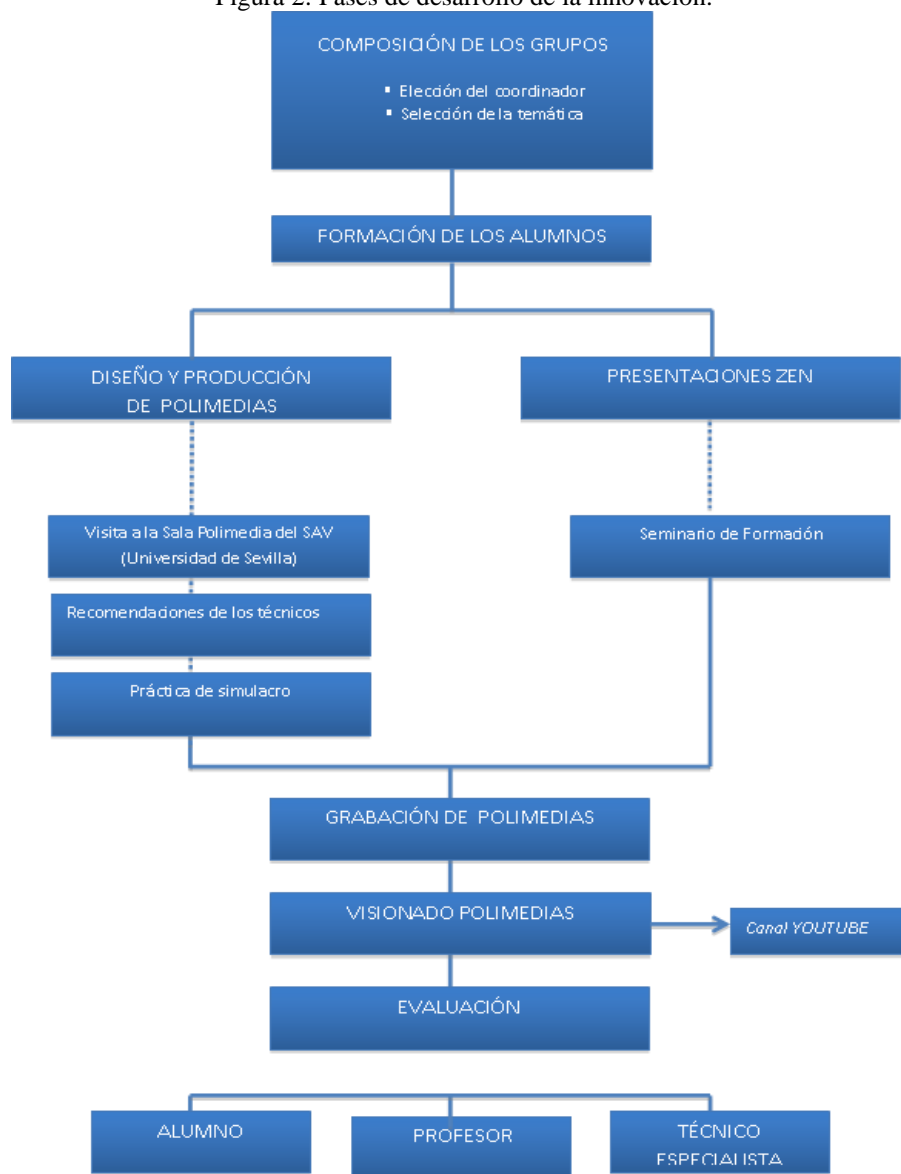 Figura 2. Fases de desarrollo de la innovación.
COMPOSICIÓN DE LOS GRUPOS
▪ Elección del coordinador
▪ Selección de la temática
FORMACIÓN DE LOS ALUMNOS
DISEÑO Y PRODUCCIÓN
DE POLIMEDIAS
PRESENTACIONES ZEN
Visita a la Sala Polimedia del SAV
(Universidad de Sevilla)
Seminario de Formación
Recomendaciones de los técnicos
Práctica de simulacro
GRABACIÓN DE POLIMEDIAS
VISIONADO POLIMEDIAS
Canal YOUTUBE
EVALUACIÓN
ALUMNO
PROFESOR
TÉCNICO
ESPECIALISTA